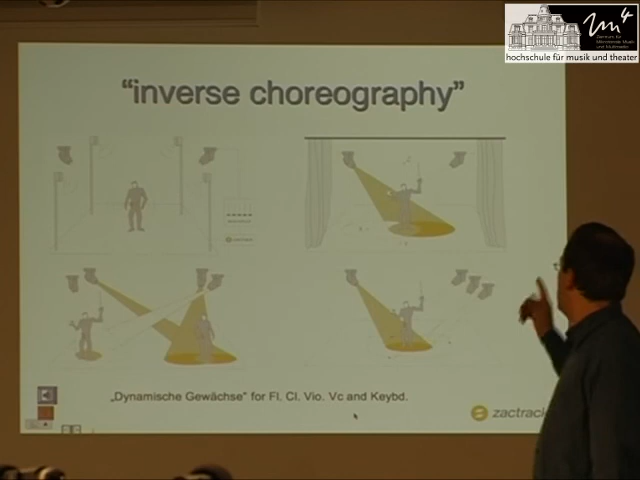 hochschule für musik und theater
“inverse choreography”
„Dynamische Gewächse” for Fl. Cl. Vio. Vc and Keybd.
zactrack